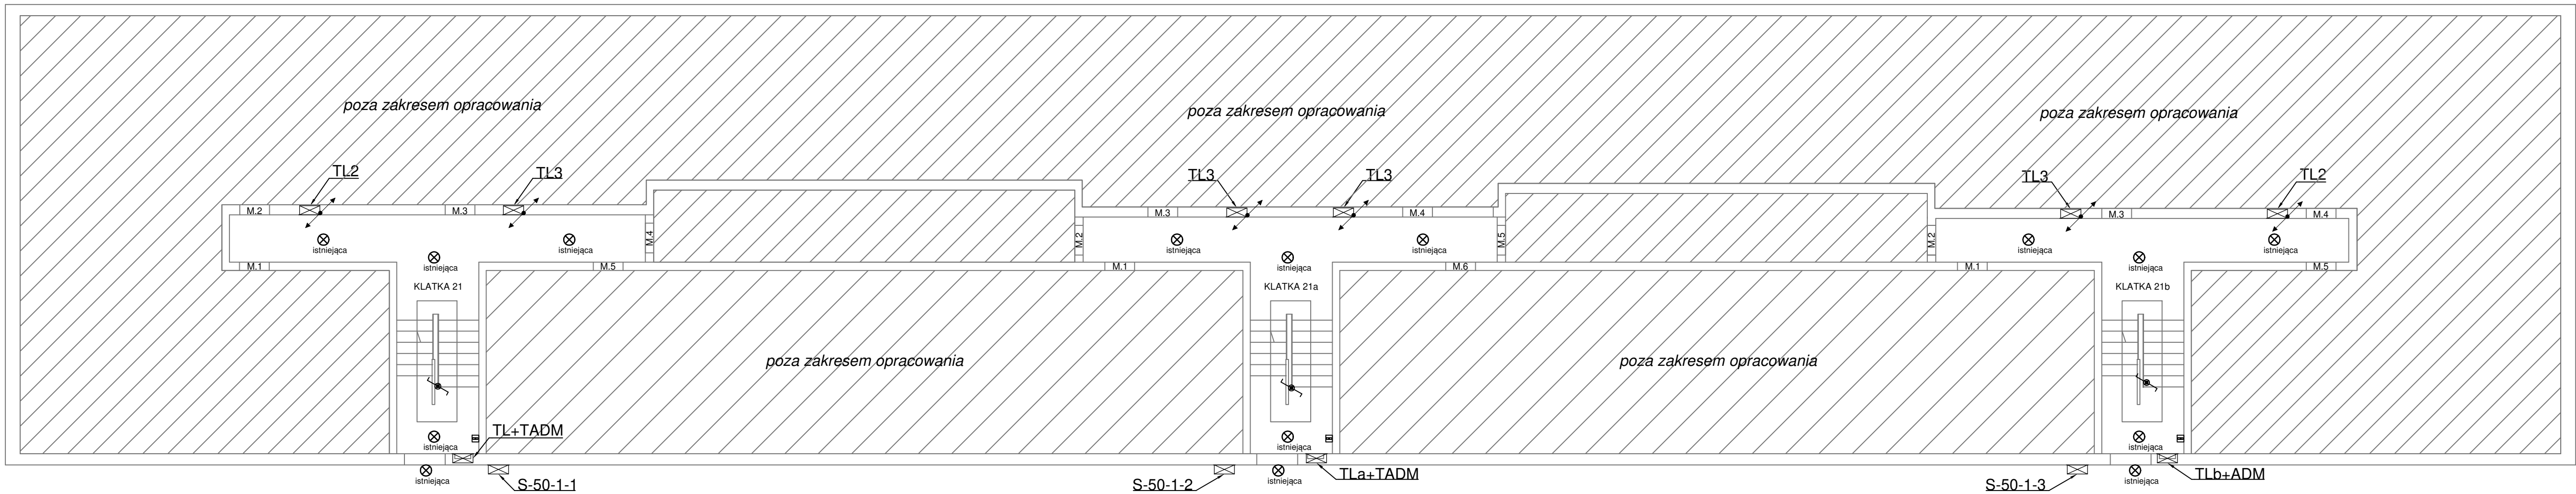 poza zakresem opracowania
poza zakresem opracowania
poza zakresem opracowania
TL2
TL3
TL3
TL3
TL3
TL2
M.2
M.3
M.3
M.4
M.3
M.4
M.4
M.2
M.5
M.2
istniejąca
istniejąca
istniejąca
istniejąca
istniejąca
istniejąca
istniejąca
istniejąca
istniejąca
M.1
M.5
M.1
M.6
M.1
M.5
KLATKA 21
KLATKA 21a
KLATKA 21b
poza zakresem opracowania
poza zakresem opracowania
TL+TADM
istniejąca
istniejąca
istniejąca
TLa+TADM
TLb+ADM
istniejąca
istniejąca
istniejąca
S-50-1-1
S-50-1-2
S-50-1-3